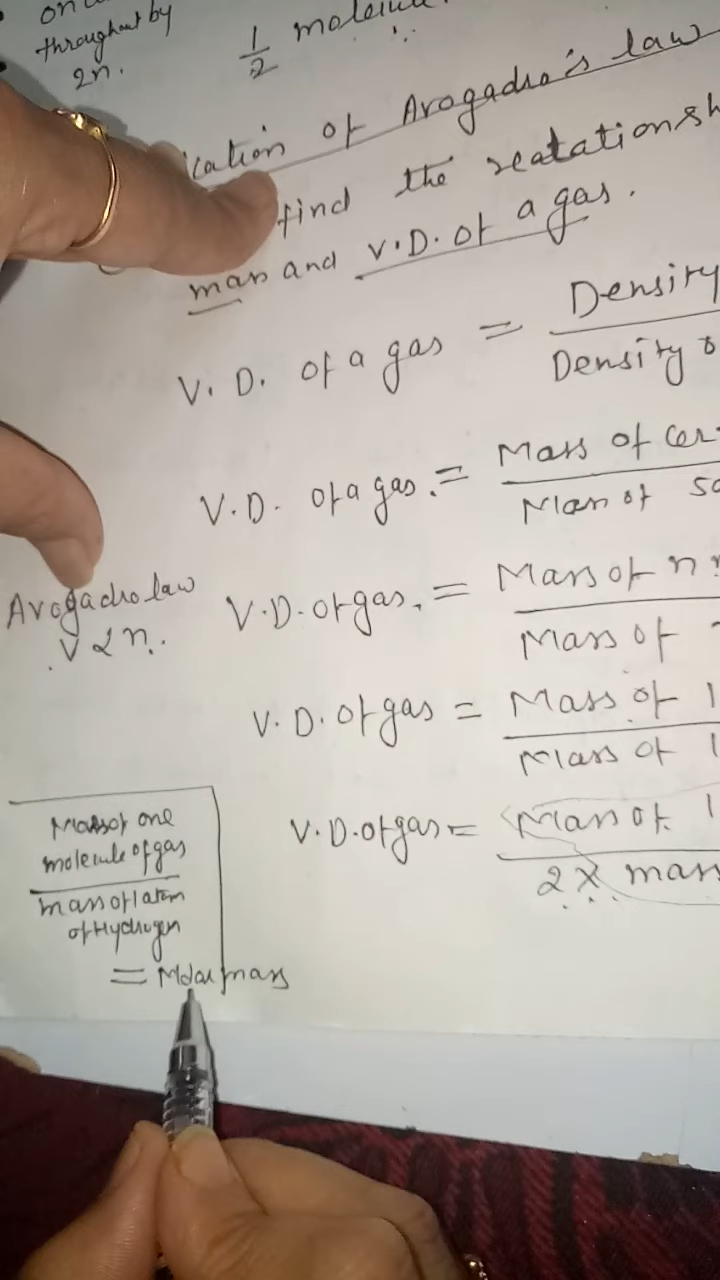 throughout by
2n.
1/2 molecu
ication of Avogadro's law
find the
mass and V.D. of a gas.
V. D. of a gas = Density / Density o
V.D. of a gas. = Mass of cer / Mass of sa
Avogadro law
V ∝ n.
V.D. of gas. = Mass of n / Mass of
V. D. of gas = Mass of 1 / Mass of 1
V.D. of gas = Mass of 1 / 2 x mass
Mass of one
molecule of gas
mass of 1 atom
of Hydrogen
= Molar mass